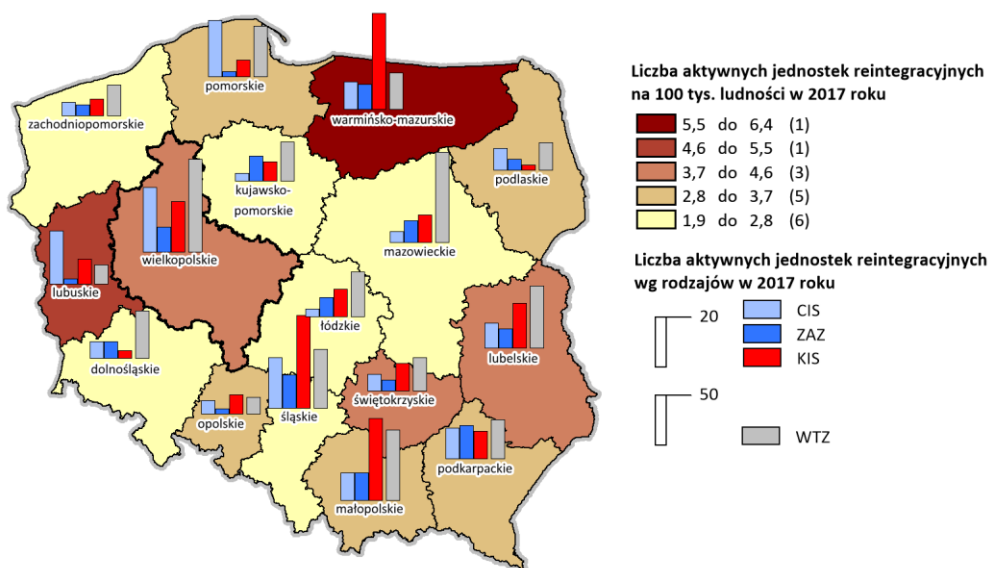 pomorskie
zachodniopomorskie
warmińsko-mazurskie
podlaskie
kujawsko-
pomorskie
mazowieckie
wielkopolskie
lubuskie
łódzkie
lubelskie
dolnośląskie
świętokrzyskie
śląskie
opolskie
podkarpackie
małopolskie
Liczba aktywnych jednostek reintegracyjnych
na 100 tys. ludności w 2017 roku
5,5 do 6,4 (1)
4,6 do 5,5 (1)
3,7 do 4,6 (3)
2,8 do 3,7 (5)
1,9 do 2,8 (6)
Liczba aktywnych jednostek reintegracyjnych
wg rodzajów w 2017 roku
20
CIS
ZAZ
KIS
50
WTZ